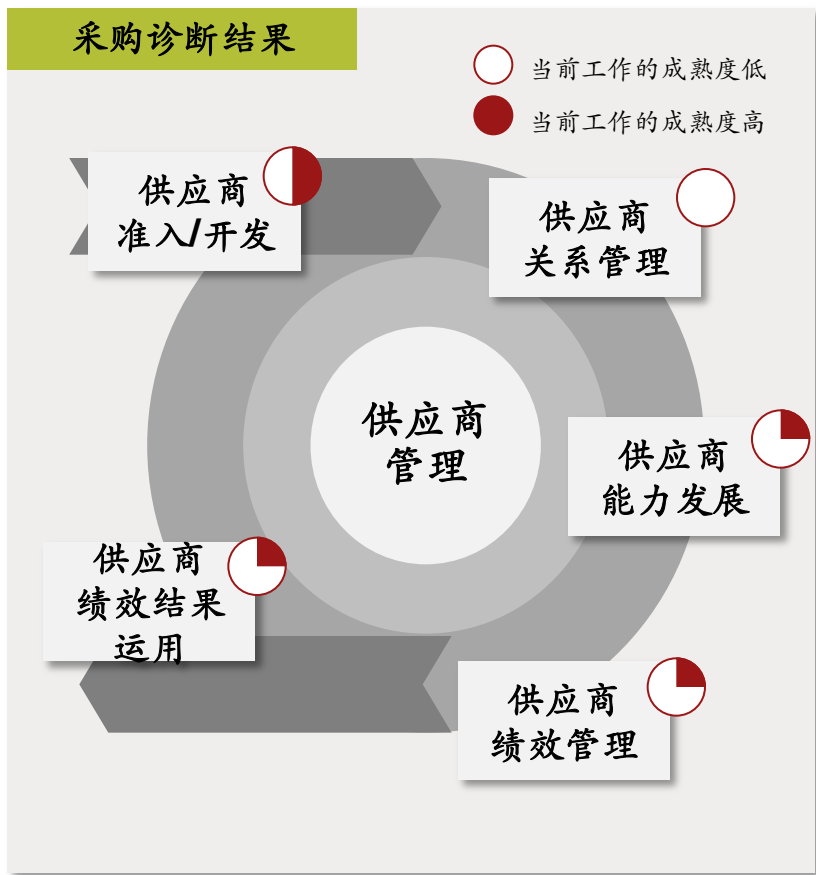 采购诊断结果
当前工作的成熟度低
当前工作的成熟度高
供应商
准入/开发
供应商
关系管理
供应商
管理
供应商
能力发展
供应商
绩效结果
运用
供应商
绩效管理